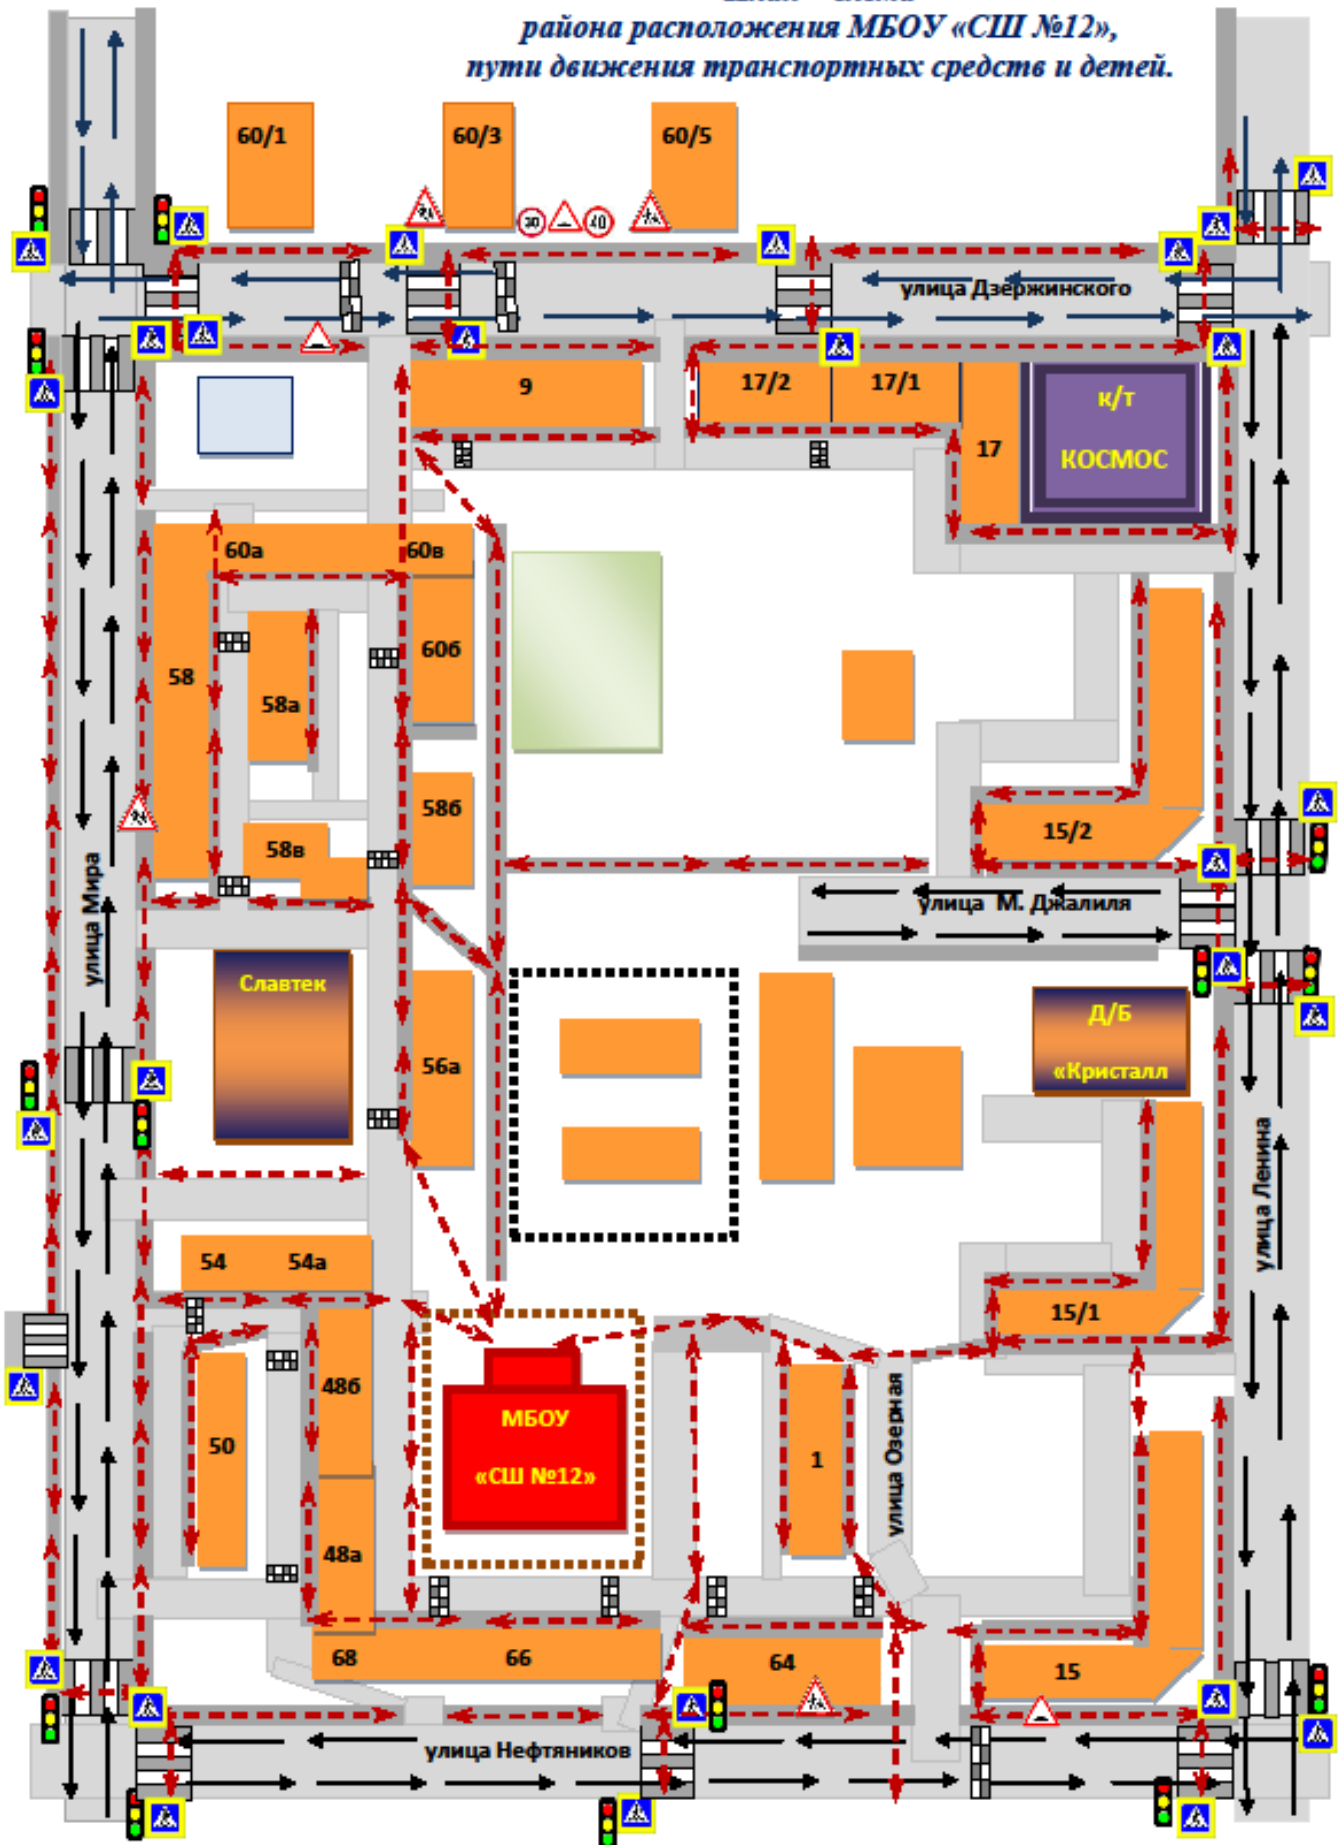 района расположения МБОУ «СШ №12»,
пути движения транспортных средств и детей.
60/1
60/3
60/5
30
40
улица Дзержинского
9
17/2
17/1
17
к/т
КОСМОС
60а
60в
60б
58
58а
58б
58в
15/2
улица М. Джалиля
улица Мира
Славтек
56а
Д/Б
«Кристалл
улица Ленина
54
54а
15/1
48б
50
МБОУ
«СШ №12»
1
улица Озерная
48а
68
66
64
15
улица Нефтяников